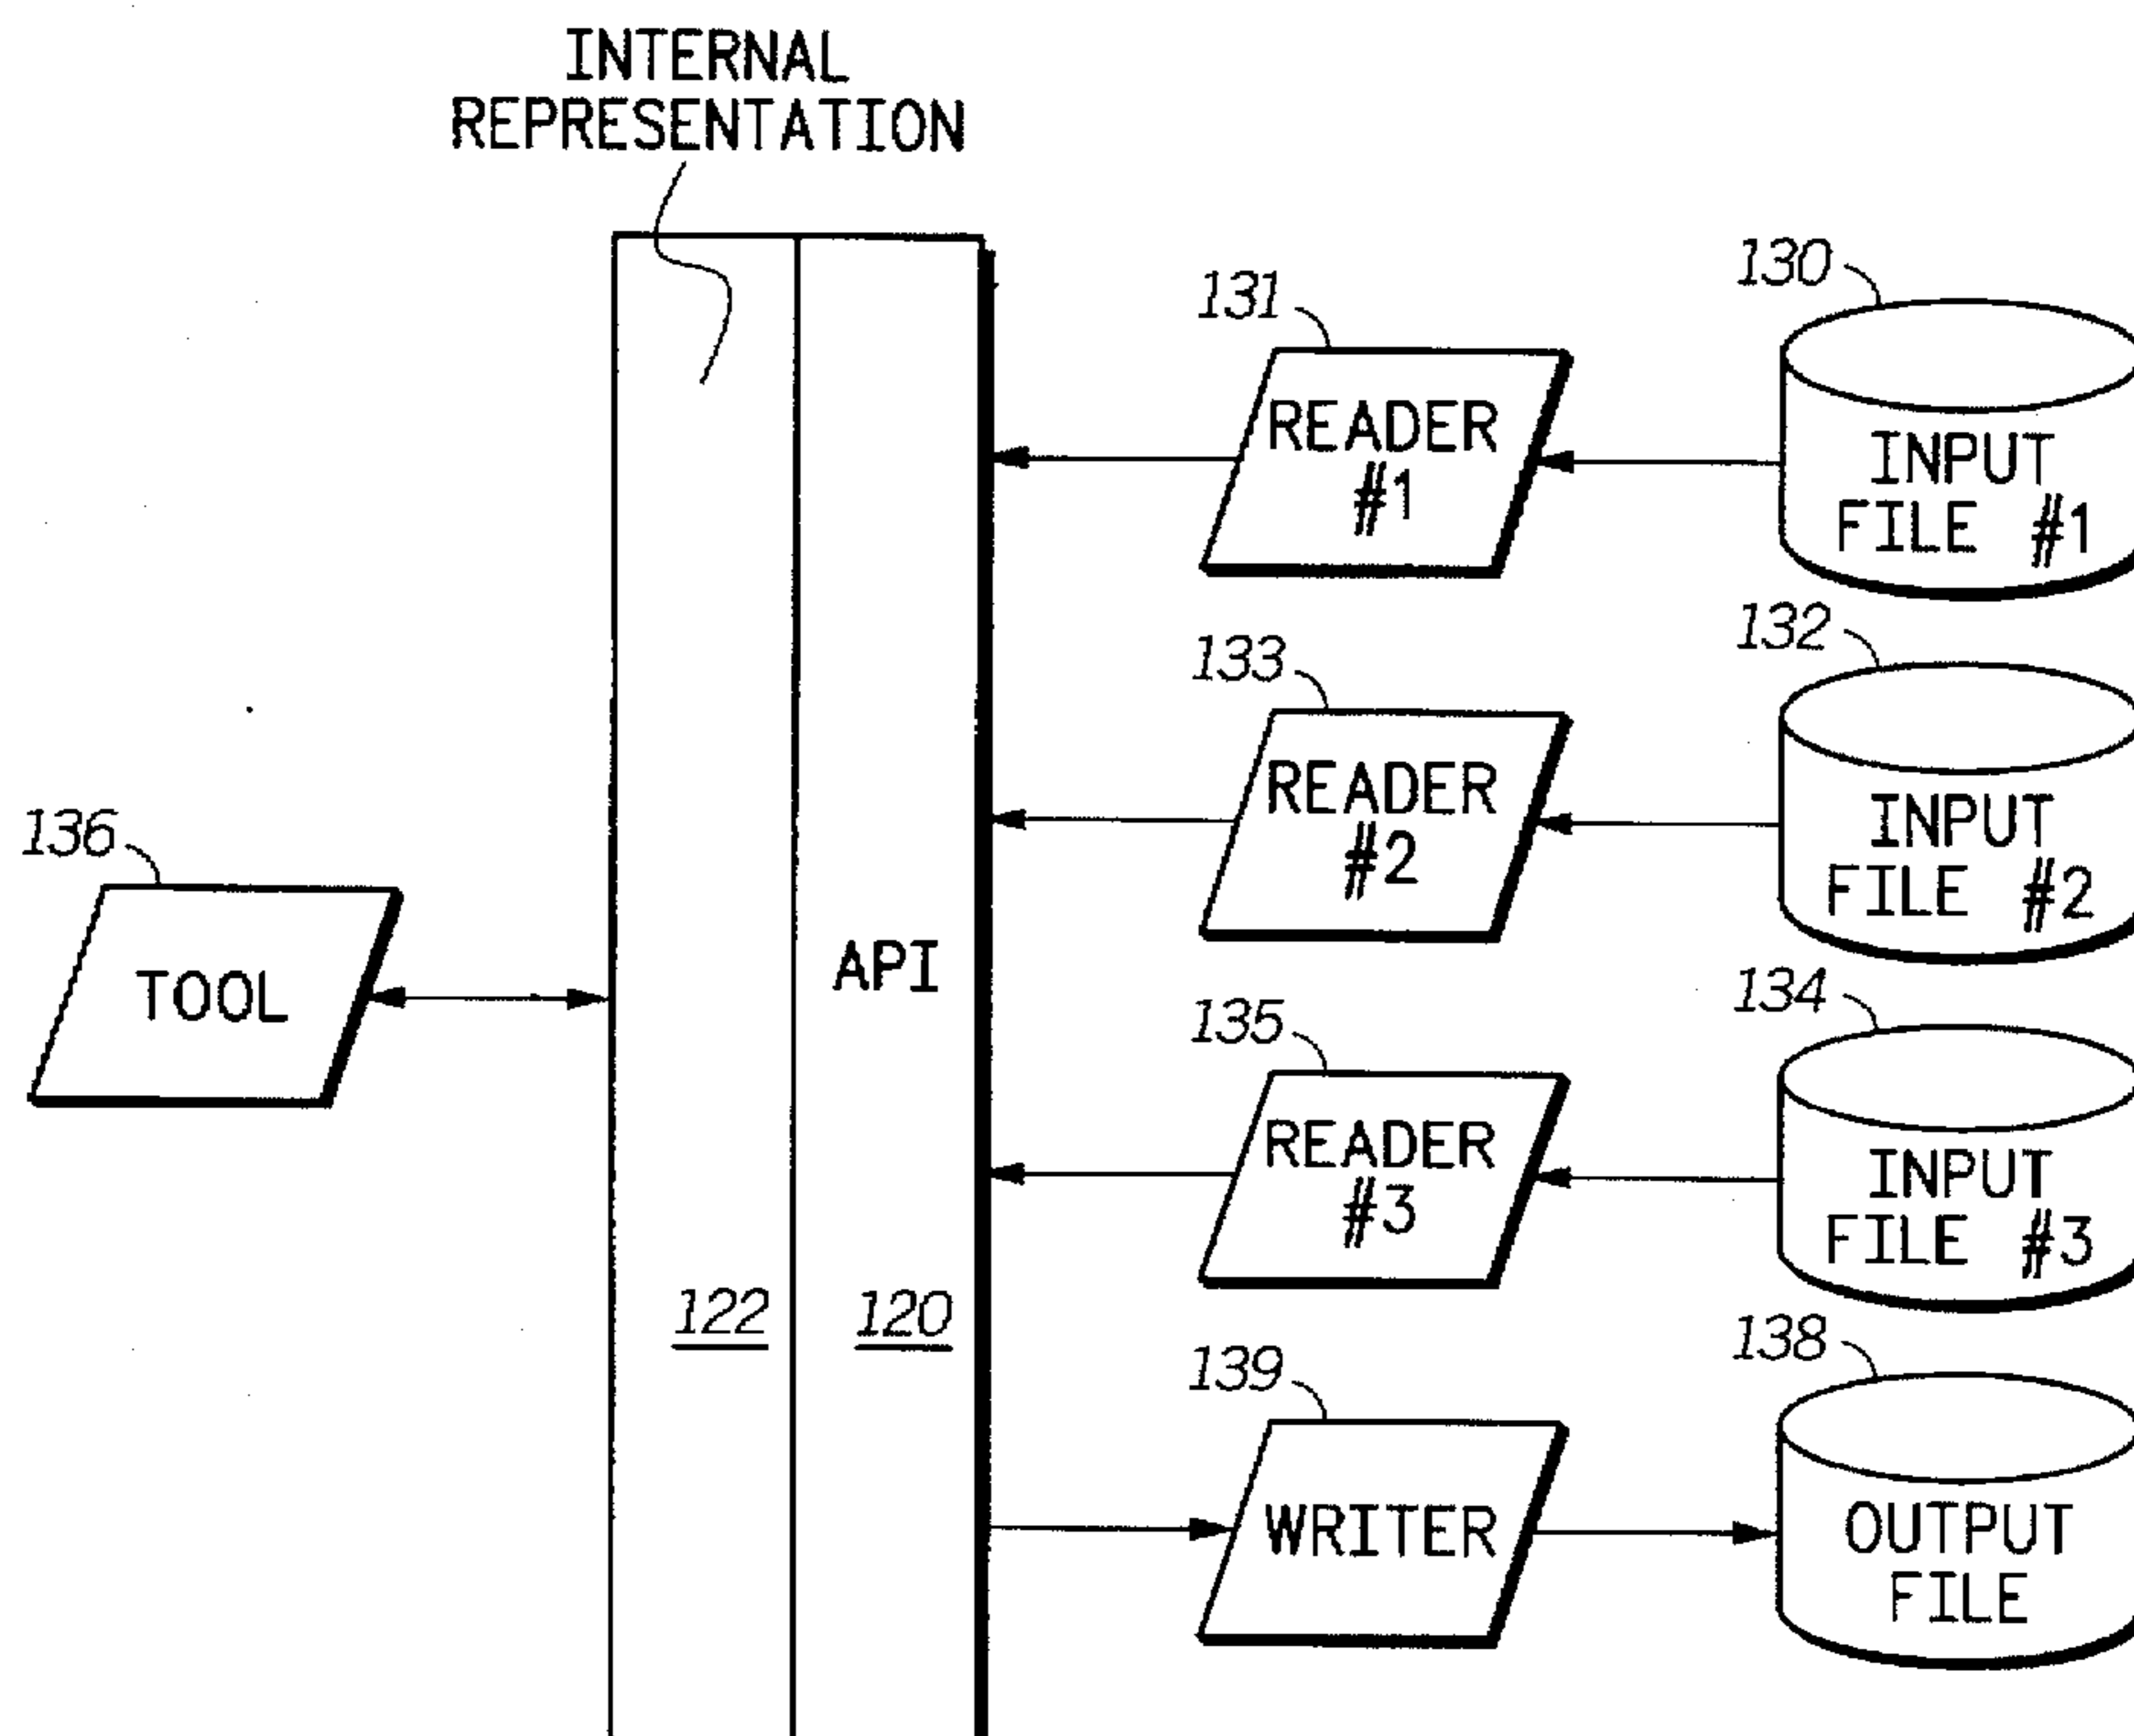 INTERNAL
REPRESENTATION
131
130
READER
#1
INPUT
FILE #1
133
132
READER
#2
INPUT
FILE #2
136
TOOL
API
135
134
READER
#3
INPUT
FILE #3
122
120
139
138
WRITER
OUTPUT
FILE